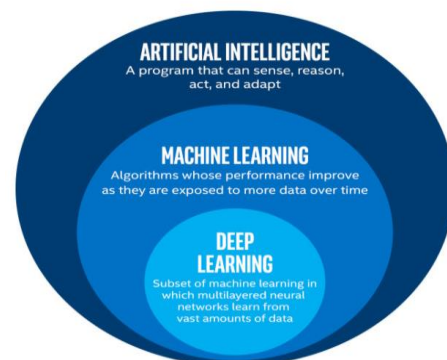 ARTIFICIAL INTELLIGENCE
A program that can sense, reason,
act, and adapt
MACHINE LEARNING
Algorithms whose performance improve
as they are exposed to more data over time
DEEP
LEARNING
Subset of machine learning in
which multilayered neural
networks learn from
vast amounts of data